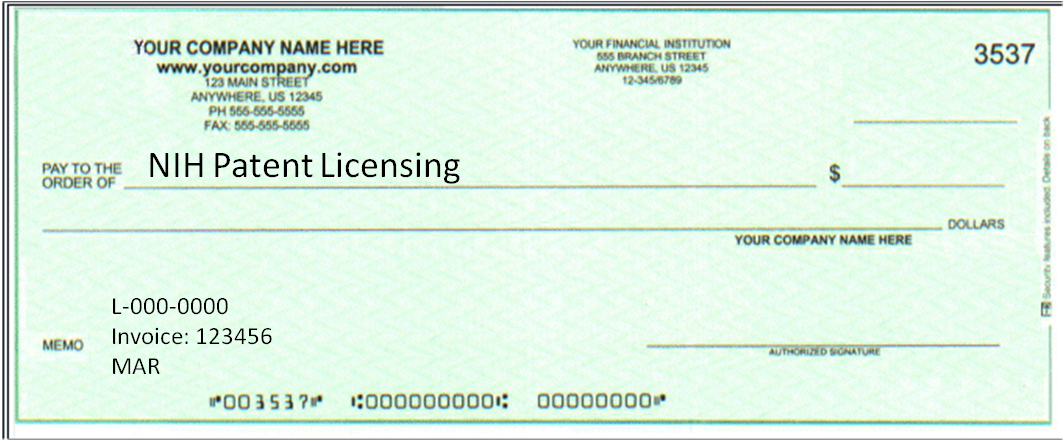 YOUR COMPANY NAME HERE
www.yourcompany.com
123 MAIN STREET
ANYWHERE, US 12345
PH 555-555-5555
FAX: 555-555-5555
YOUR FINANCIAL INSTITUTION
555 BRANCH STREET
ANYWHERE, US 12345
12-345/6789
3537
PAY TO THE
ORDER OF NIH Patent Licensing $
DOLLARS
YOUR COMPANY NAME HERE
L-000-0000
Invoice: 123456
MEMO
MAR
AUTHORIZED SIGNATURE
⑈003537⑈ ⑆000000000⑆ 00000000⑈
Security features included. Details on back